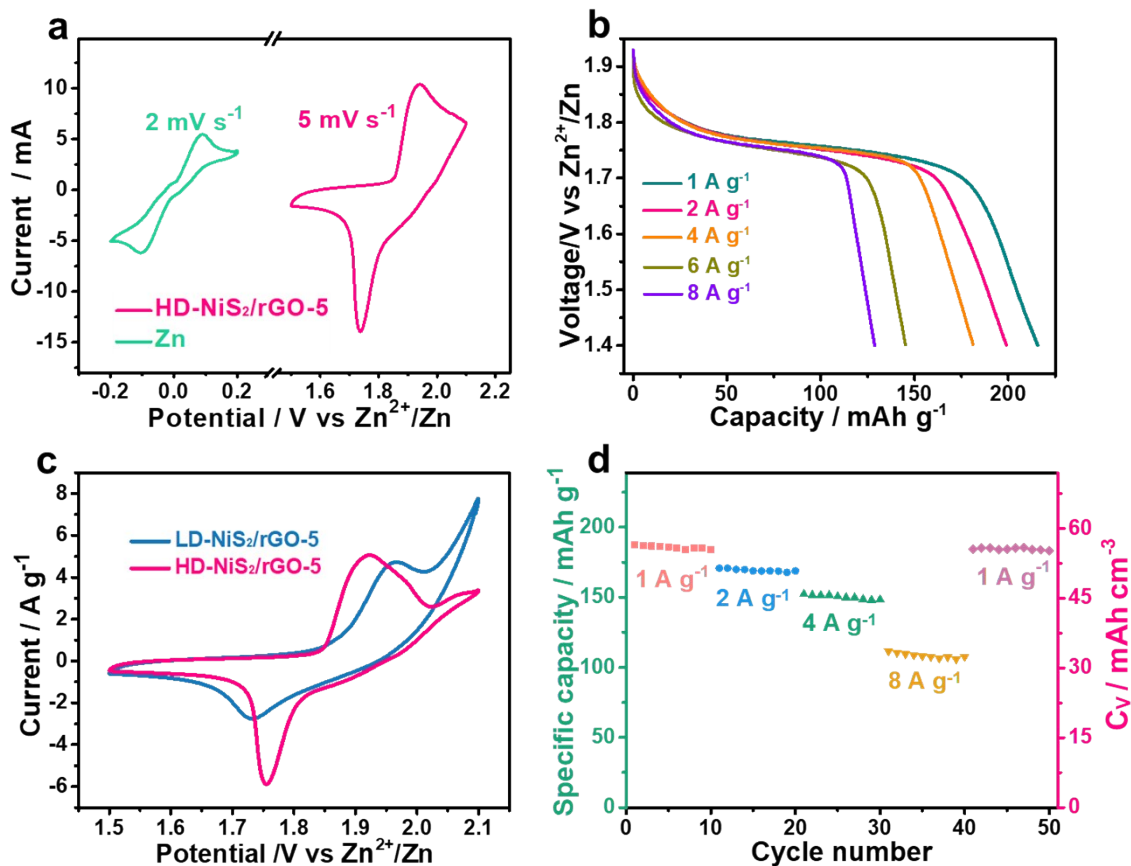 a
10
5
0
-5
-10
-15
Current / mA
2 mV s⁻¹
5 mV s⁻¹
HD-NiS₂/rGO-5
Zn
-0.2
0.0
0.2
1.6
1.8
2.0
2.2
Potential / V vs Zn²⁺/Zn
b
1.9
1.8
1.7
1.6
1.5
1.4
Voltage/V vs Zn²⁺/Zn
1 A g⁻¹
2 A g⁻¹
4 A g⁻¹
6 A g⁻¹
8 A g⁻¹
0
50
100
150
200
Capacity / mAh g⁻¹
c
8
6
4
2
0
-2
-4
-6
Current / A g⁻¹
LD-NiS₂/rGO-5
HD-NiS₂/rGO-5
1.5
1.6
1.7
1.8
1.9
2.0
2.1
Potential /V vs Zn²⁺/Zn
d
200
150
100
50
0
Specific capacity / mAh g⁻¹
1 A g⁻¹
2 A g⁻¹
4 A g⁻¹
8 A g⁻¹
1 A g⁻¹
60
45
30
15
0
Cᵥ / mAh cm⁻³
0
10
20
30
40
50
Cycle number